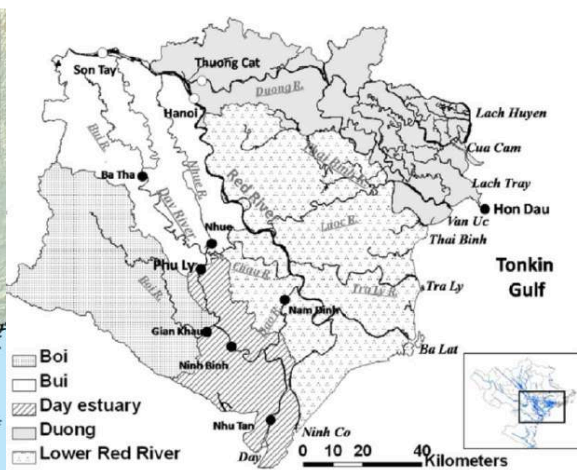 Thuong Cat
Son Tay
Duong R.
Hanoi
Lach Huyen
Cua Cam
Thai Binh R.
Bui R.
Nhue R.
Ba Tha
Day River
Red River
Lach Tray
Hon Dau
Van Uc
Luoc R.
Thai Binh
Nhue
Phu Ly
Chau R.
Tonkin
Gulf
Boi R.
Tra Ly
Tra Ly R.
Nam Dinh
Gian Khau
Ba Lat
Ninh Binh
Boi
Bui
Day estuary
Duong
Lower Red River
Nhu Tan
Ninh Co
Day
0 10 20 40
Kilometers